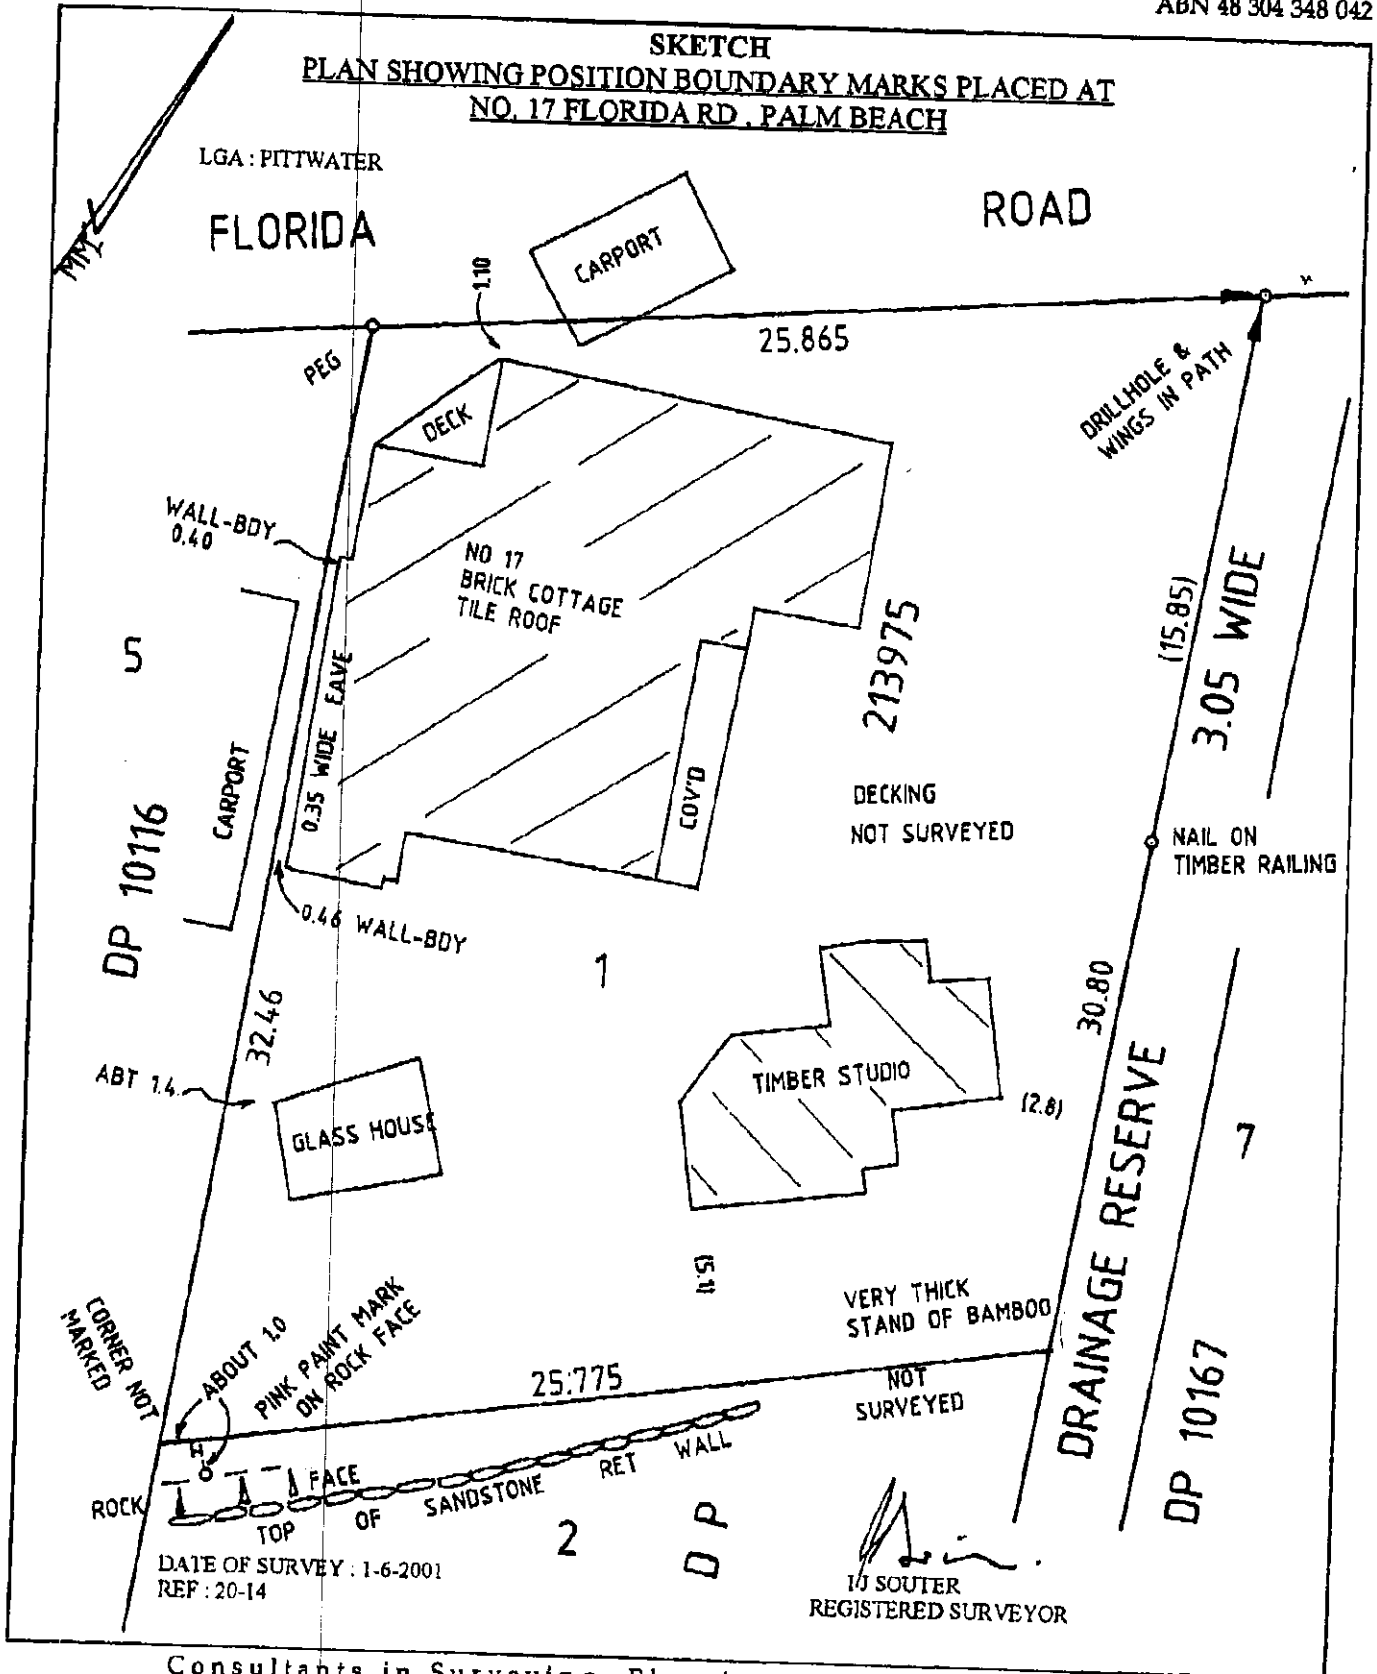 ABN 48 304 348 042
SKETCH
PLAN SHOWING POSITION BOUNDARY MARKS PLACED AT
NO. 17 FLORIDA RD , PALM BEACH
LGA : PITTWATER
MM
FLORIDA
ROAD
CARPORT
1.10
25.865
PEG
DRILLHOLE &
WINGS IN PATH
DECK
WALL-BDY
0.40
NO 17
BRICK COTTAGE
TILE ROOF
5
DP 10116
CARPORT
0.35 WIDE EAVE
COV'D
213975
(15.85)
3.05 WIDE
DECKING
NOT SURVEYED
NAIL ON
TIMBER RAILING
0.46 WALL-BDY
1
32.46
30.80
ABT 1.4
GLASS HOUSE
TIMBER STUDIO
(2.8)
7
DRAINAGE RESERVE
(5.1)
VERY THICK
STAND OF BAMBOO
CORNER NOT
MARKED
ABOUT 1.0
PINK PAINT MARK
ON ROCK FACE
25.775
NOT
SURVEYED
DP 10167
ROCK
FACE
TOP OF SANDSTONE RET WALL
2
DP
DATE OF SURVEY : 1-6-2001
REF : 20-14
IJ SOUTER
REGISTERED SURVEYOR
Consultants in Surveying